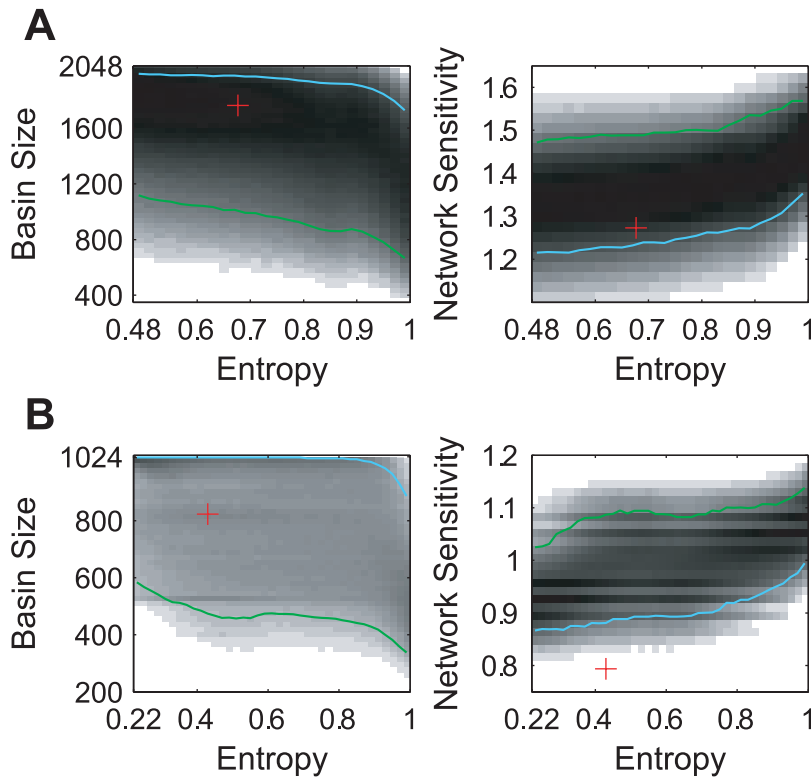 A
Basin Size
2048
1600
1200
800
400
0.48 0.6 0.7 0.8 0.9 1
Entropy
Network Sensitivity
1.6
1.5
1.4
1.3
1.2
0.48 0.6 0.7 0.8 0.9 1
Entropy
B
Basin Size
1024
800
600
400
200
0.22 0.4 0.6 0.8 1
Entropy
Network Sensitivity
1.2
1.1
1
0.9
0.8
0.22 0.4 0.6 0.8 1
Entropy